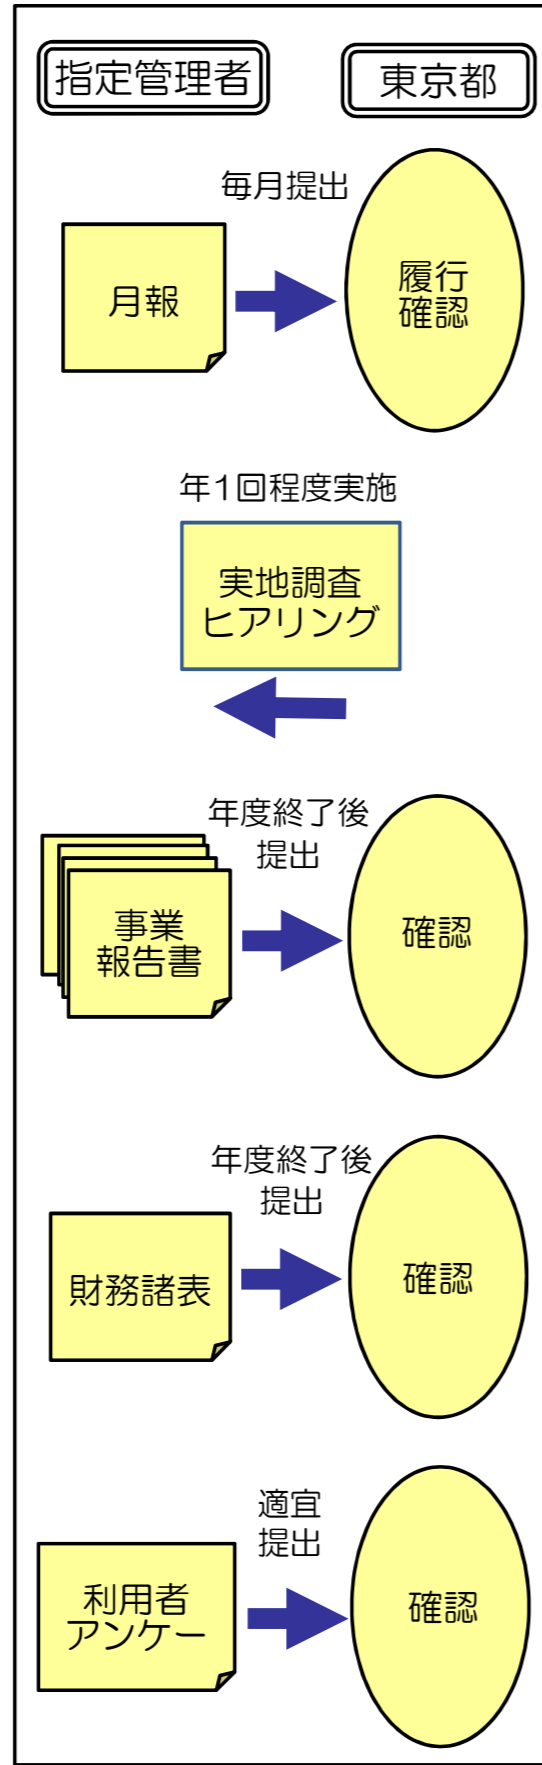 指定管理者
東京都
毎月提出
月報
履行
確認
年1回程度実施
実地調査
ヒアリング
年度終了後
提出
事業
報告書
確認
年度終了後
提出
財務諸表
確認
適宜
提出
利用者
アンケー
確認